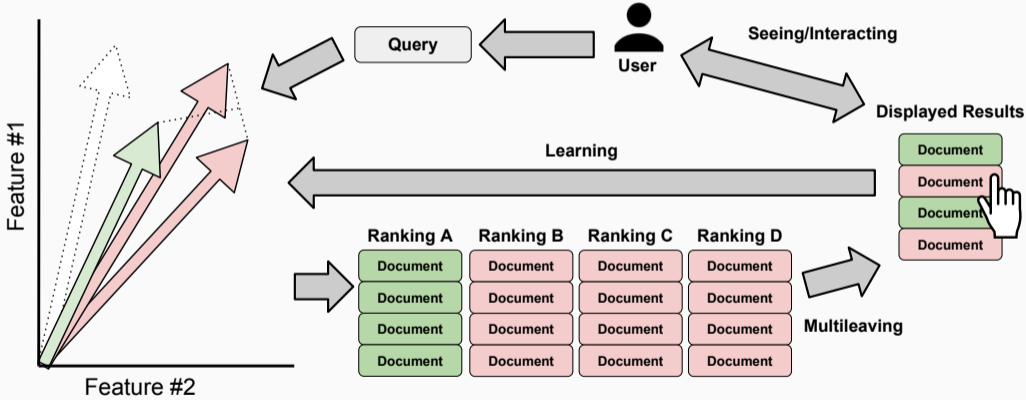 Query
User
Seeing/Interacting
Displayed Results
Document
Document
Document
Document
Learning
Feature #1
Feature #2
Ranking A Ranking B Ranking C Ranking D
Document Document Document Document
Document Document Document Document
Document Document Document Document
Document Document Document Document
Multileaving